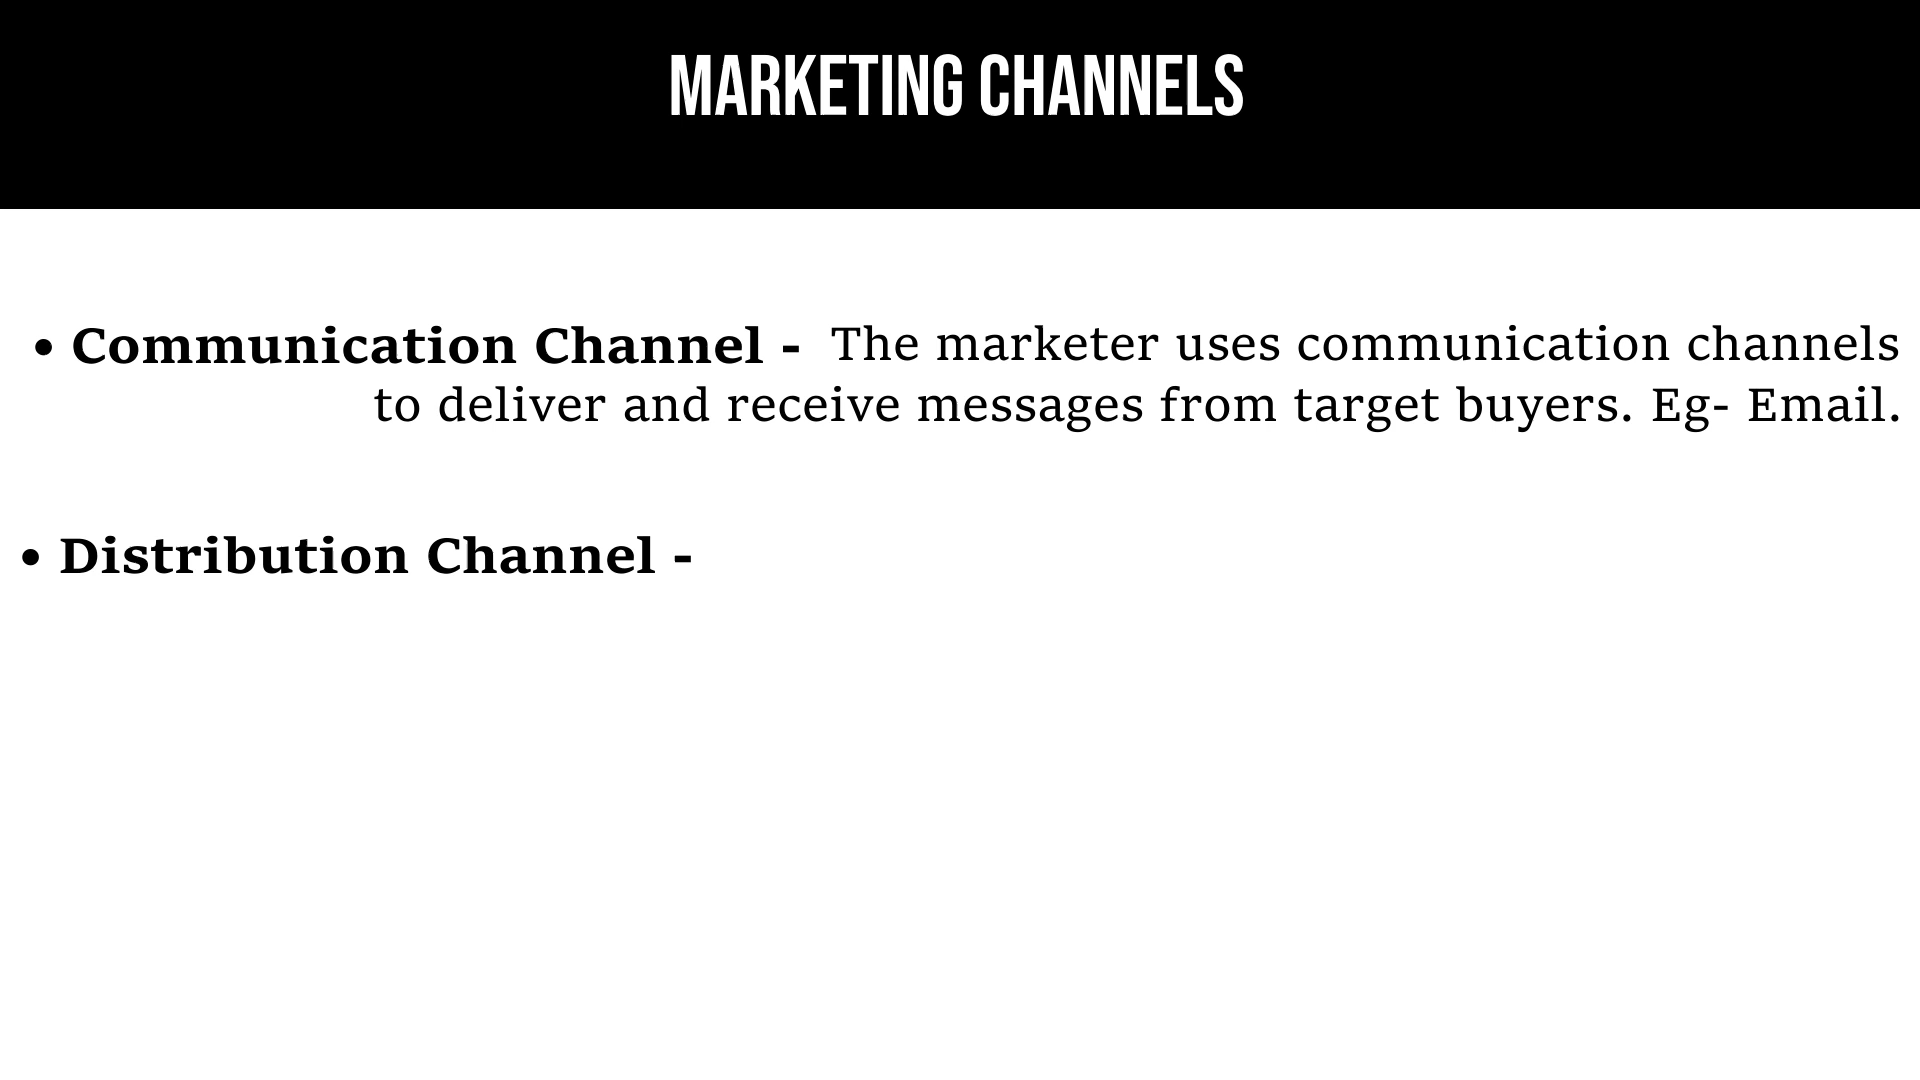 MARKETING CHANNELS
• Communication Channel - The marketer uses communication channels
to deliver and receive messages from target buyers. Eg- Email.
• Distribution Channel -